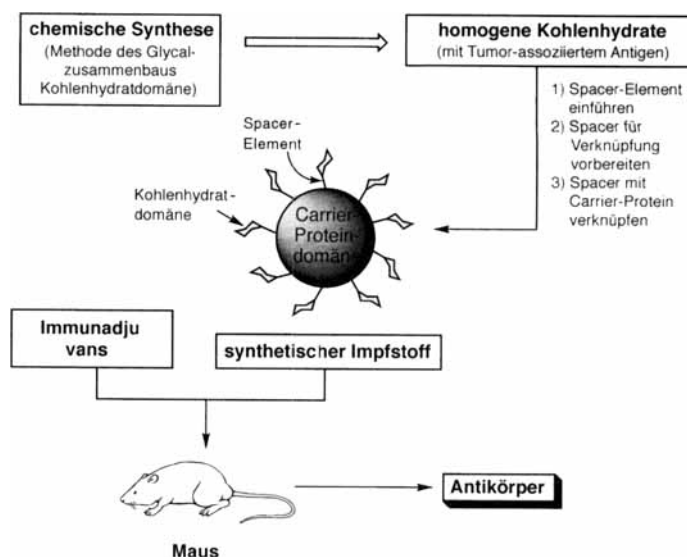 chemische Synthese
(Methode des Glycal-
zusammenbaus
Kohlenhydratdomäne)
homogene Kohlenhydrate
(mit Tumor-assoziiertem Antigen)
1) Spacer-Element
einführen
2) Spacer für
Verknüpfung
vorbereiten
3) Spacer mit
Carrier-Protein
verknüpfen
Spacer-
Element
Kohlenhydrat-
domäne
Carrier-
Protein-
domän
Immunadju
vans
synthetischer Impfstoff
Antikörper
Maus